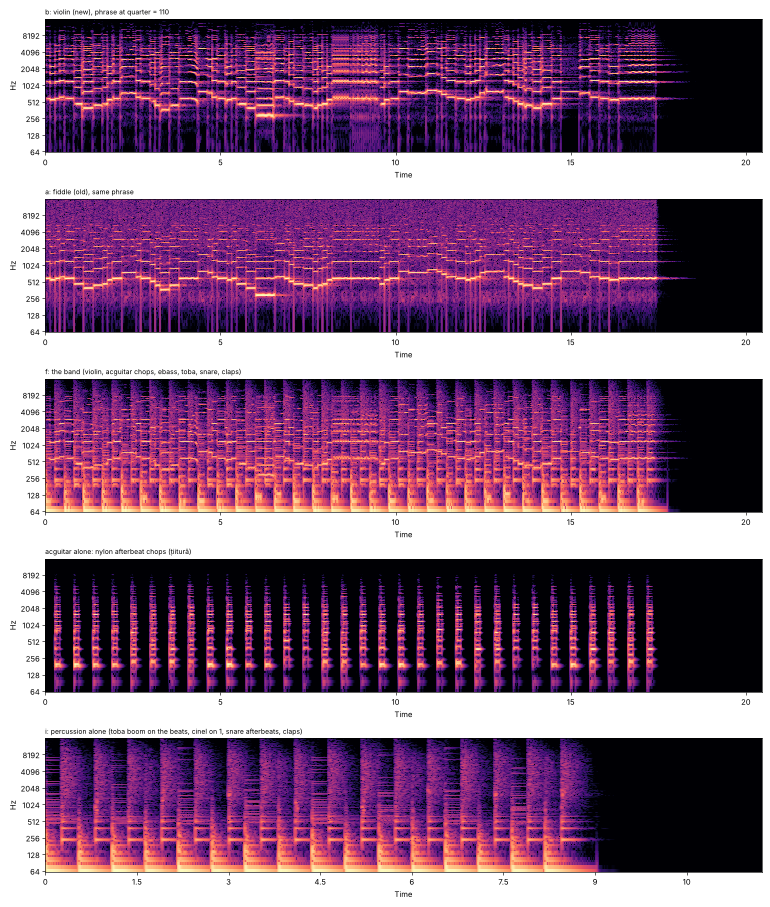 b: violin (new), phrase at quarter = 110
8192
4096
2048
1024
512
256
128
64
Hz
0 5 10 15 20
Time
a: fiddle (old), same phrase
8192
4096
2048
1024
512
256
128
64
Hz
0 5 10 15 20
Time
f: the band (violin, acguitar chops, ebass, toba, snare, claps)
8192
4096
2048
1024
512
256
128
64
Hz
0 5 10 15 20
Time
acguitar alone: nylon afterbeat chops (țiitură)
8192
4096
2048
1024
512
256
128
64
Hz
0 5 10 15 20
Time
i: percussion alone (toba boom on the beats, cinel on 1, snare afterbeats, claps)
8192
4096
2048
1024
512
256
128
64
Hz
0 1.5 3 4.5 6 7.5 9 10
Time